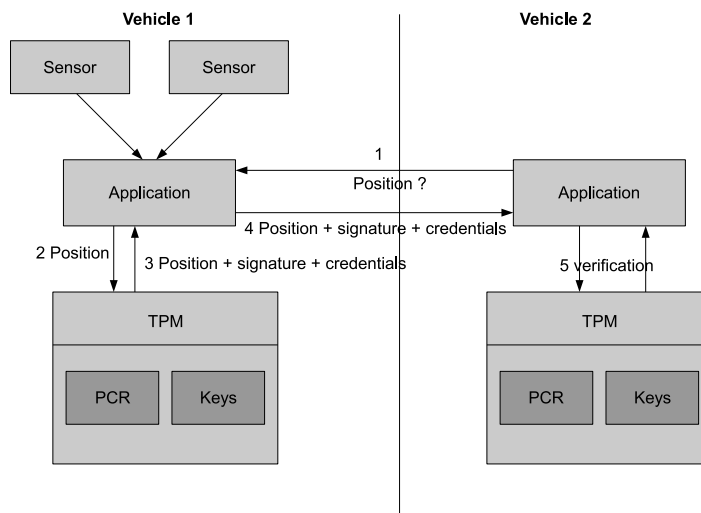 Vehicle 1
Vehicle 2
Sensor
Sensor
1
Application
Position ?
Application
4 Position + signature + credentials
2 Position
3 Position + signature + credentials
5 verification
TPM
TPM
PCR
Keys
PCR
Keys